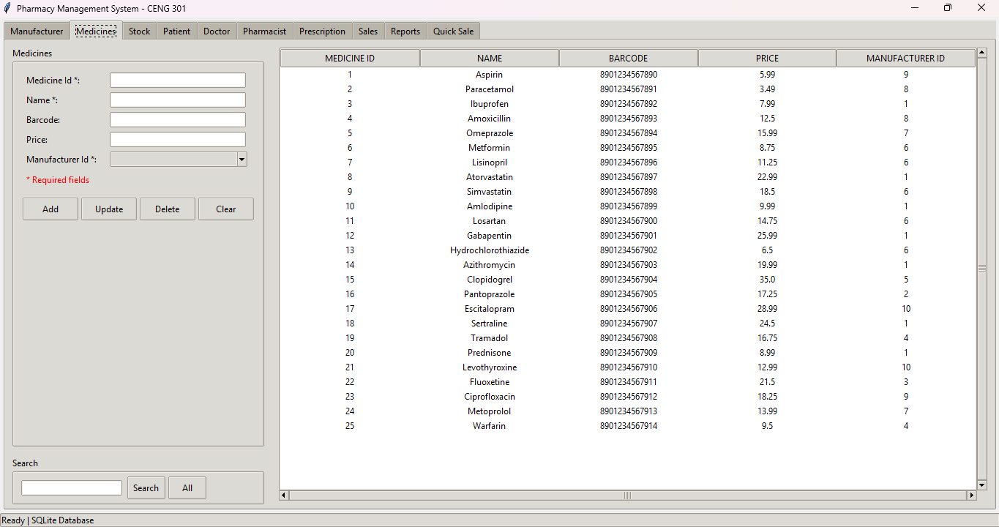 Pharmacy Management System - CENG 301
Manufacturer Medicines Stock Patient Doctor Pharmacist Prescription Sales Reports Quick Sale
Medicines
Medicine Id *:
Name *:
Barcode:
Price:
Manufacturer Id *:
* Required fields
Add Update Delete Clear
Search
Search All
MEDICINE ID NAME BARCODE PRICE MANUFACTURER ID
1 Aspirin 8901234567890 5.99 9
2 Paracetamol 8901234567891 3.49 8
3 Ibuprofen 8901234567892 7.99 1
4 Amoxicillin 8901234567893 12.5 8
5 Omeprazole 8901234567894 15.99 7
6 Metformin 8901234567895 8.75 6
7 Lisinopril 8901234567896 11.25 6
8 Atorvastatin 8901234567897 22.99 1
9 Simvastatin 8901234567898 18.5 6
10 Amlodipine 8901234567899 9.99 1
11 Losartan 8901234567900 14.75 6
12 Gabapentin 8901234567901 25.99 1
13 Hydrochlorothiazide 8901234567902 6.5 6
14 Azithromycin 8901234567903 19.99 1
15 Clopidogrel 8901234567904 35.0 5
16 Pantoprazole 8901234567905 17.25 2
17 Escitalopram 8901234567906 28.99 10
18 Sertraline 8901234567907 24.5 1
19 Tramadol 8901234567908 16.75 4
20 Prednisone 8901234567909 8.99 1
21 Levothyroxine 8901234567910 12.99 10
22 Fluoxetine 8901234567911 21.5 3
23 Ciprofloxacin 8901234567912 18.25 9
24 Metoprolol 8901234567913 13.99 7
25 Warfarin 8901234567914 9.5 4
Ready | SQLite Database